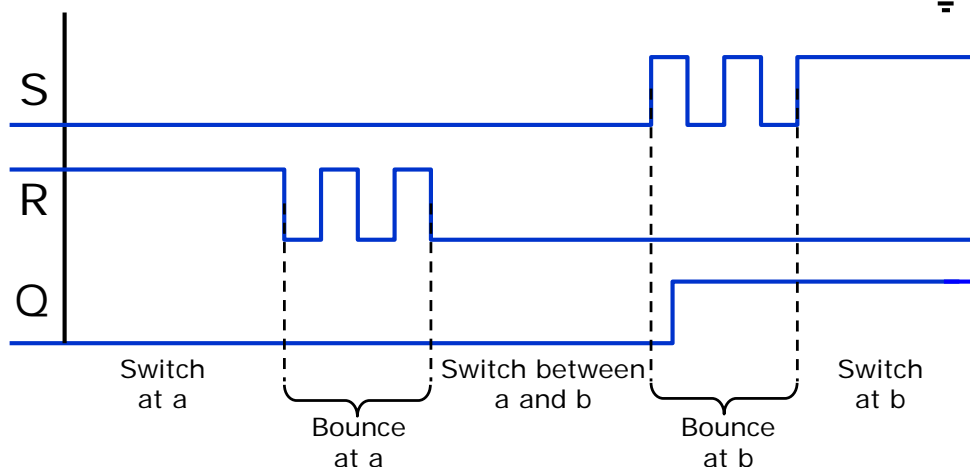 S
R
Q
Switch
at a
Bounce
at a
Switch between
a and b
Bounce
at b
Switch
at b